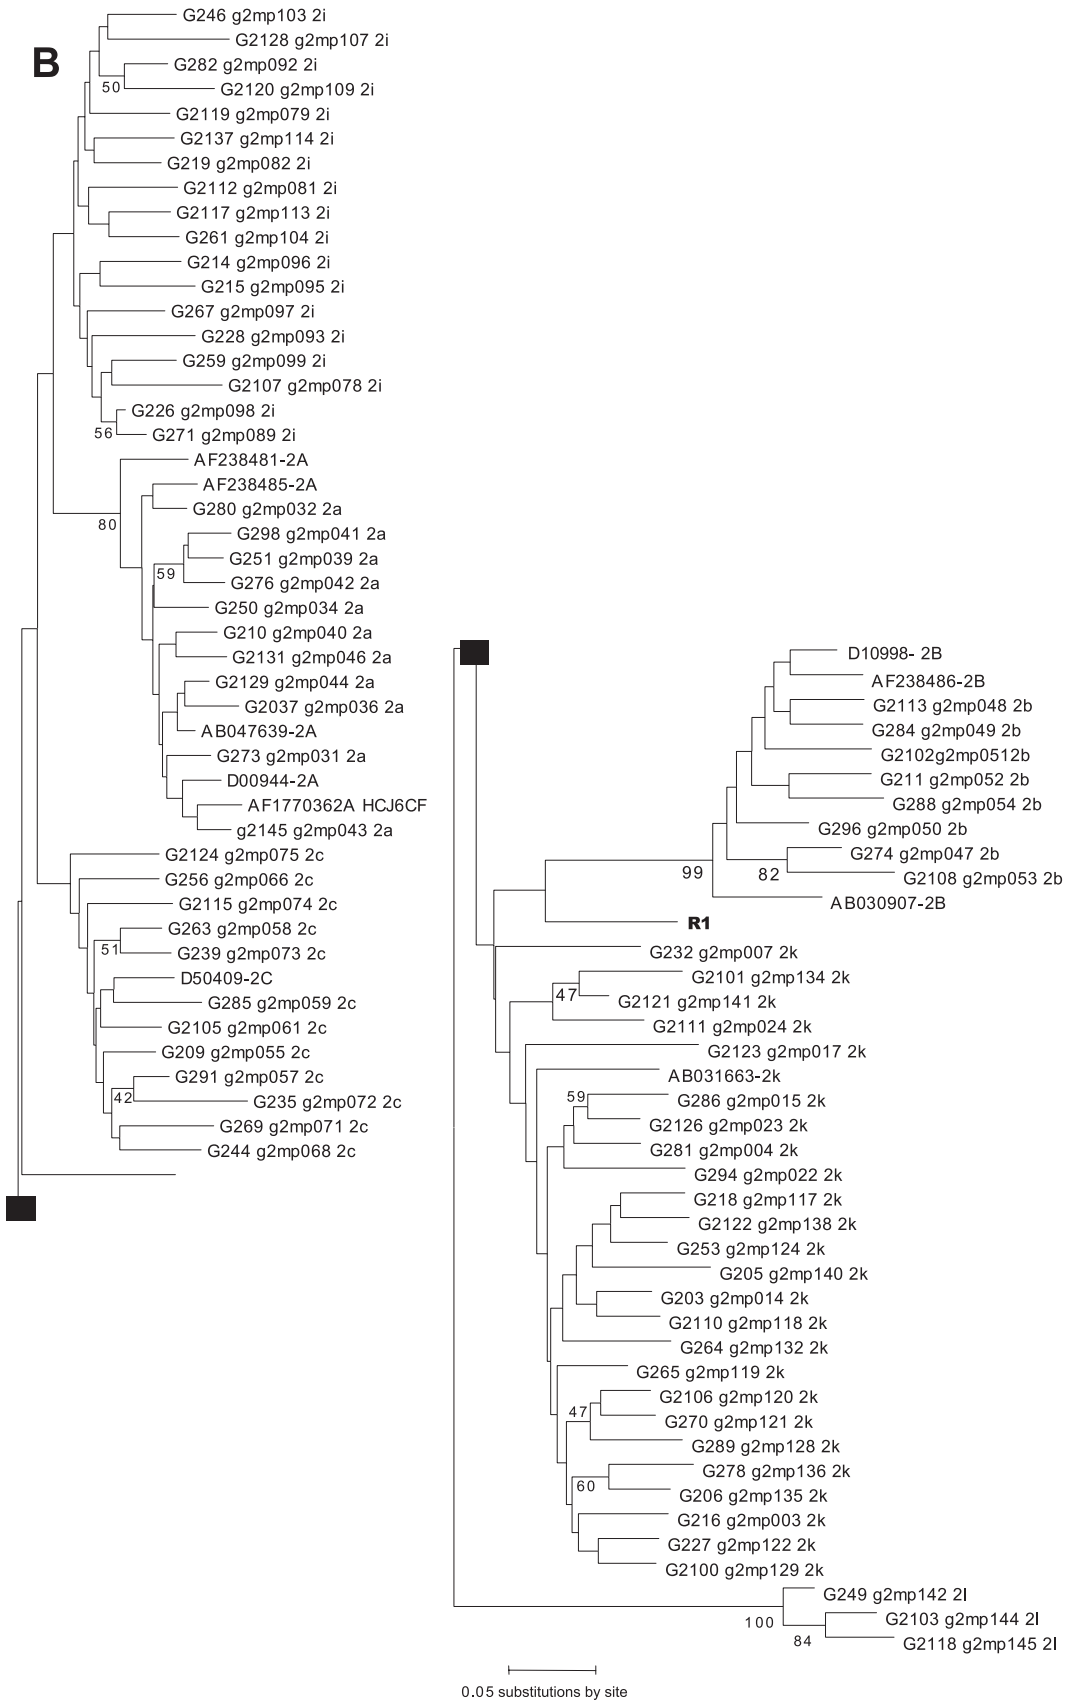 B
G246 g2mp103 2i
G2128 g2mp107 2i
G282 g2mp092 2i
50
G2120 g2mp109 2i
G2119 g2mp079 2i
G2137 g2mp114 2i
G219 g2mp082 2i
G2112 g2mp081 2i
G2117 g2mp113 2i
G261 g2mp104 2i
G214 g2mp096 2i
G215 g2mp095 2i
G267 g2mp097 2i
G228 g2mp093 2i
G259 g2mp099 2i
G2107 g2mp078 2i
G226 g2mp098 2i
56
G271 g2mp089 2i
AF238481-2A
AF238485-2A
G280 g2mp032 2a
80
G298 g2mp041 2a
G251 g2mp039 2a
59
G276 g2mp042 2a
G250 g2mp034 2a
G210 g2mp040 2a
G2131 g2mp046 2a
G2129 g2mp044 2a
G2037 g2mp036 2a
AB047639-2A
G273 g2mp031 2a
D00944-2A
AF1770362A HCJ6CF
g2145 g2mp043 2a
G2124 g2mp075 2c
G256 g2mp066 2c
G2115 g2mp074 2c
G263 g2mp058 2c
51
G239 g2mp073 2c
D50409-2C
G285 g2mp059 2c
G2105 g2mp061 2c
G209 g2mp055 2c
G291 g2mp057 2c
42
G235 g2mp072 2c
G269 g2mp071 2c
G244 g2mp068 2c
D10998- 2B
AF238486-2B
G2113 g2mp048 2b
G284 g2mp049 2b
G2102g2mp0512b
G211 g2mp052 2b
G288 g2mp054 2b
G296 g2mp050 2b
G274 g2mp047 2b
99
82
G2108 g2mp053 2b
AB030907-2B
R1
G232 g2mp007 2k
G2101 g2mp134 2k
47
G2121 g2mp141 2k
G2111 g2mp024 2k
G2123 g2mp017 2k
AB031663-2k
59
G286 g2mp015 2k
G2126 g2mp023 2k
G281 g2mp004 2k
G294 g2mp022 2k
G218 g2mp117 2k
G2122 g2mp138 2k
G253 g2mp124 2k
G205 g2mp140 2k
G203 g2mp014 2k
G2110 g2mp118 2k
G264 g2mp132 2k
G265 g2mp119 2k
G2106 g2mp120 2k
47
G270 g2mp121 2k
G289 g2mp128 2k
G278 g2mp136 2k
60
G206 g2mp135 2k
G216 g2mp003 2k
G227 g2mp122 2k
G2100 g2mp129 2k
G249 g2mp142 2l
100
G2103 g2mp144 2l
84
G2118 g2mp145 2l
0.05 substitutions by site